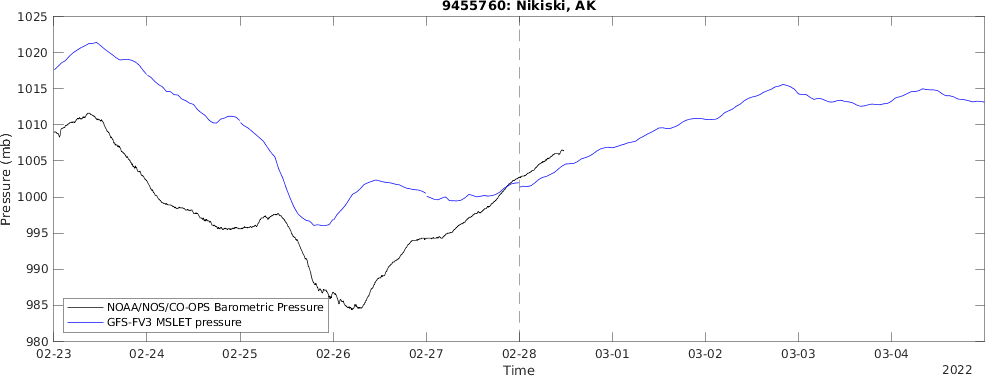 9455760: Nikiski, AK
Pressure (mb)
1025
1020
1015
1010
1005
1000
995
990
985
980
NOAA/NOS/CO-OPS Barometric Pressure
GFS-FV3 MSLET pressure
02-23 02-24 02-25 02-26 02-27 02-28 03-01 03-02 03-03 03-04
Time
2022